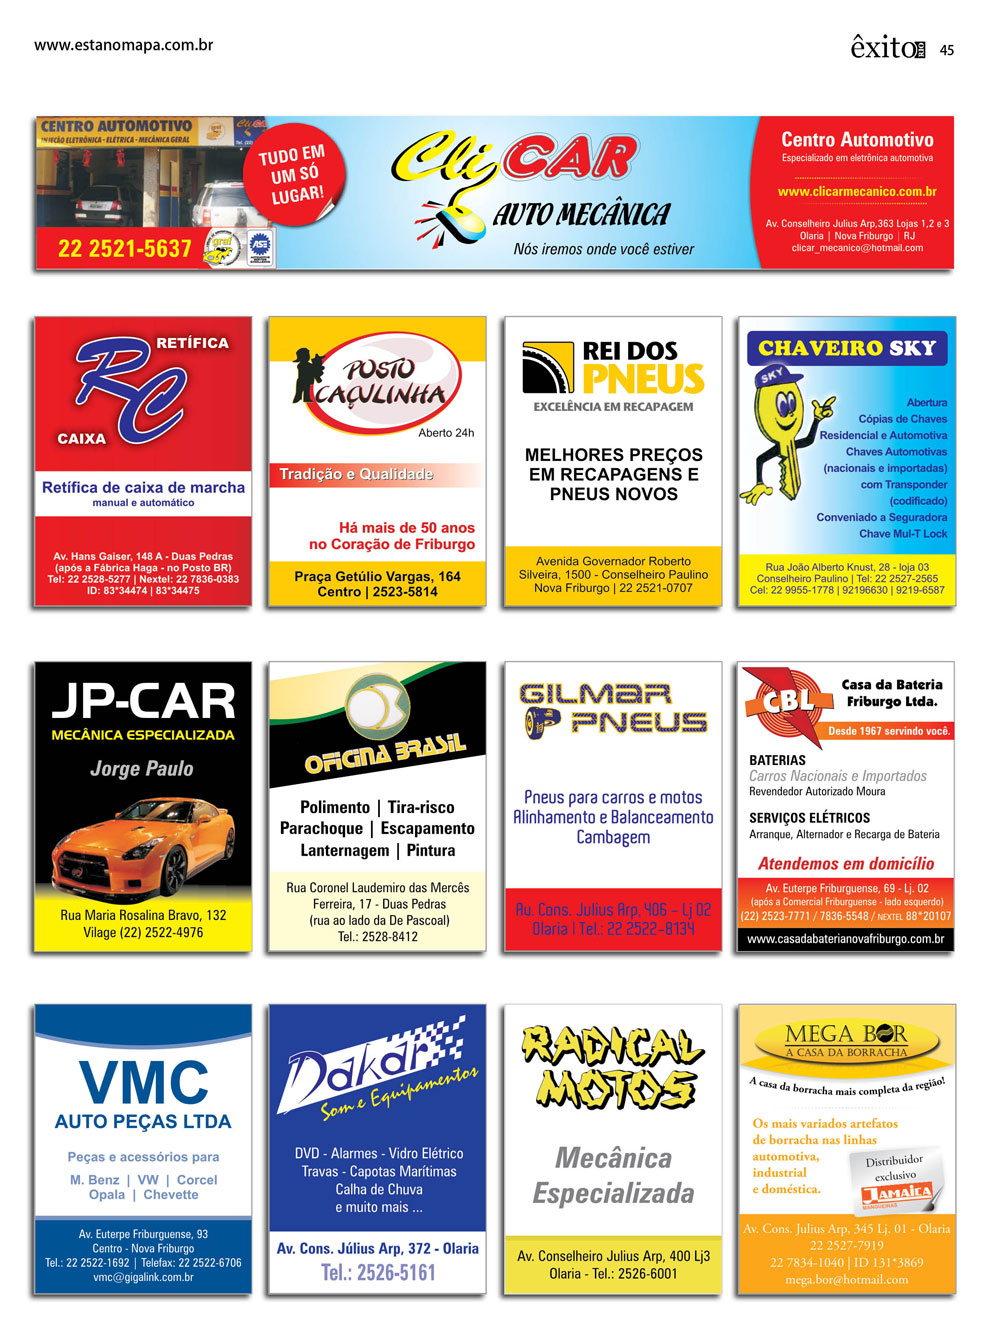 www.estanomapa.com.br
êxito RIO 45
CENTRO AUTOMOTIVO
INJEÇÃO ELETRÔNICA - ELÉTRICA - MECÂNICA GERAL
CliCar
22 2521-5637
graf
ASE
TUDO EM
UM SÓ
LUGAR!
Cli CAR
AUTO MECÂNICA
Nós iremos onde você estiver
Centro Automotivo
Especializado em eletrônica automotiva
www.clicarmecanico.com.br
Av. Conselheiro Julius Arp,363 Lojas 1,2 e 3
Olaria | Nova Friburgo | RJ
clicar_mecanico@hotmail.com
RETÍFICA
RC
CAIXA
Retífica de caixa de marcha
manual e automático
Av. Hans Gaiser, 148 A - Duas Pedras
(após a Fábrica Haga - no Posto BR)
Tel: 22 2528-5277 | Nextel: 22 7836-0383
ID: 83*34474 | 83*34475
POSTO
CAÇULINHA
Aberto 24h
Tradição e Qualidade
Há mais de 50 anos
no Coração de Friburgo
Praça Getúlio Vargas, 164
Centro | 2523-5814
REI DOS
PNEUS
EXCELÊNCIA EM RECAPAGEM
MELHORES PREÇOS
EM RECAPAGENS E
PNEUS NOVOS
Avenida Governador Roberto
Silveira, 1500 - Conselheiro Paulino
Nova Friburgo | 22 2521-0707
CHAVEIRO SKY
SKY
Abertura
Cópias de Chaves
Residencial e Automotiva
Chaves Automotivas
(nacionais e importadas)
com Transponder
(codificado)
Conveniado a Seguradora
Chave Mul-T Lock
Rua João Alberto Knust, 28 - loja 03
Conselheiro Paulino | Tel: 22 2527-2565
Cel: 22 9955-1778 | 92196630 | 9219-6587
JP-CAR
MECÂNICA ESPECIALIZADA
Jorge Paulo
Rua Maria Rosalina Bravo, 132
Vilage (22) 2522-4976
OFICINA BRASIL
Polimento | Tira-risco
Parachoque | Escapamento
Lanternagem | Pintura
Rua Coronel Laudemiro das Mercês
Ferreira, 17 - Duas Pedras
(rua ao lado da De Pascoal)
Tel.: 2528-8412
GILMAR
PNEUS
Pneus para carros e motos
Alinhamento e Balanceamento
Cambagem
Av. Cons. Julius Arp, 406 - Lj 02
Olaria | Tel.: 22 2522-8134
CBL
Casa da Bateria
Friburgo Ltda.
Desde 1967 servindo você.
BATERIAS
Carros Nacionais e Importados
Revendedor Autorizado Moura
SERVIÇOS ELÉTRICOS
Arranque, Alternador e Recarga de Bateria
Atendemos em domicílio
Av. Euterpe Friburguense, 69 - Lj. 02
(após a Comercial Friburguense - lado esquerdo)
(22) 2523-7771 / 7836-5548 / NEXTEL 88*20107
www.casadabaterianovafriburgo.com.br
VMC
AUTO PEÇAS LTDA
Peças e acessórios para
M. Benz | VW | Corcel
Opala | Chevette
Av. Euterpe Friburguense, 93
Centro - Nova Friburgo
Tel.: 22 2522-1692 | Telefax: 22 2522-6706
vmc@gigalink.com.br
Dakar
Som e Equipamentos
DVD - Alarmes - Vidro Elétrico
Travas - Capotas Marítimas
Calha de Chuva
e muito mais ...
Av. Cons. Július Arp, 372 - Olaria
Tel.: 2526-5161
RADICAL
MOTOS
Mecânica
Especializada
Av. Conselheiro Julius Arp, 400 Lj3
Olaria - Tel.: 2526-6001
MEGA BOR
A CASA DA BORRACHA
A casa da borracha mais completa da região!
Os mais variados artefatos
de borracha nas linhas
automotiva,
industrial
e doméstica.
Distribuidor
exclusivo
JAMAICA
MANGUEIRAS
Av. Cons. Julius Arp, 345 Lj. 01 - Olaria
22 2527-7919
22 7834-1040 | ID 131*3869
mega.bor@hotmail.com